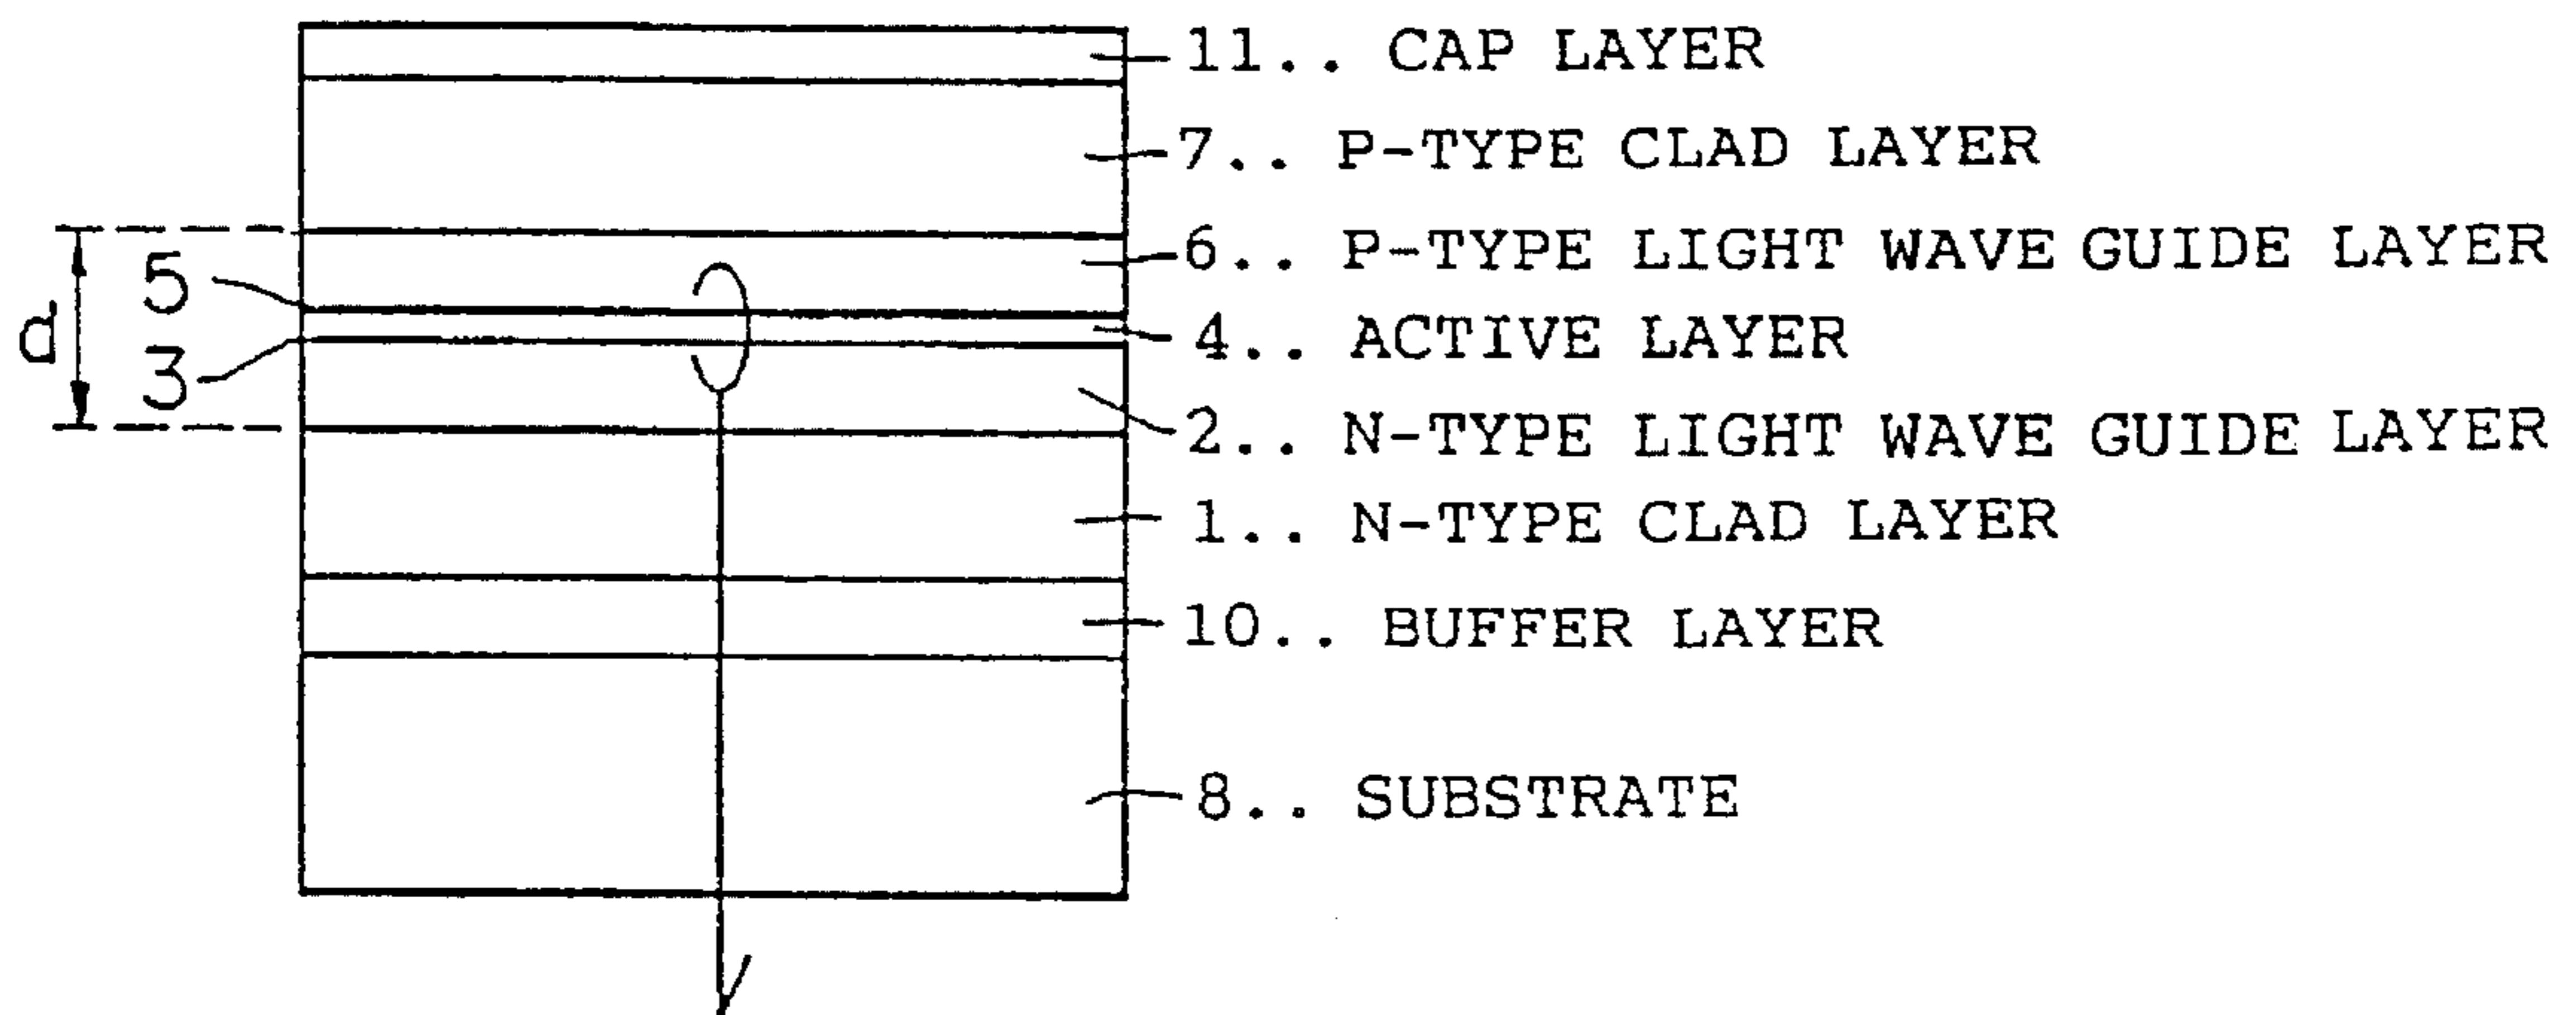 11.. CAP LAYER
7.. P-TYPE CLAD LAYER
6.. P-TYPE LIGHT WAVE GUIDE LAYER
5
d
4.. ACTIVE LAYER
3
2.. N-TYPE LIGHT WAVE GUIDE LAYER
1.. N-TYPE CLAD LAYER
10.. BUFFER LAYER
8.. SUBSTRATE